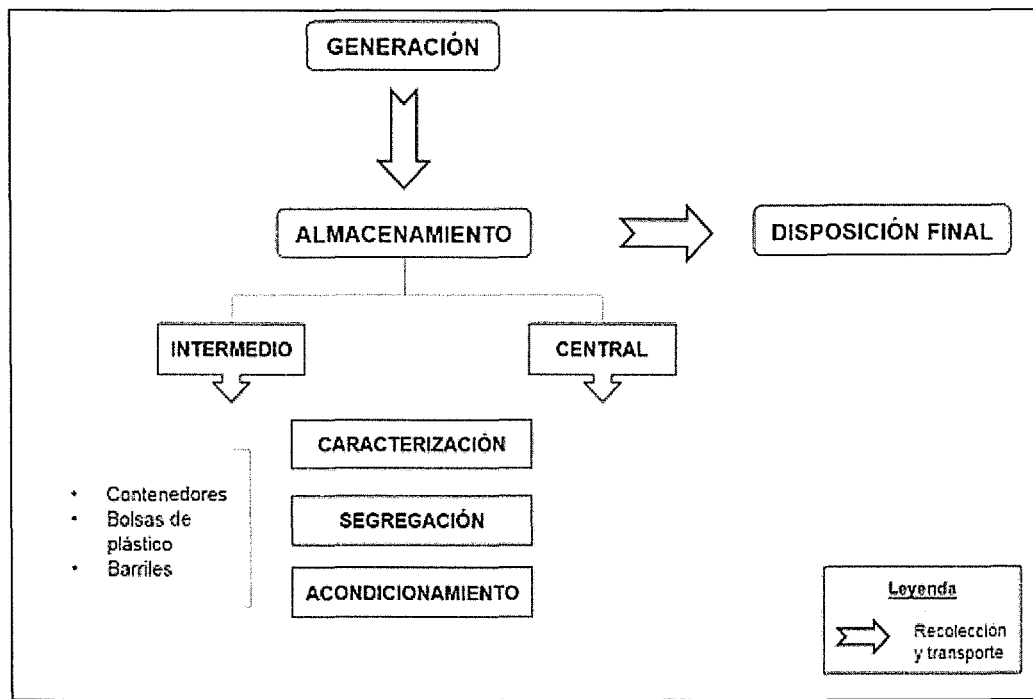 GENERACIÓN
ALMACENAMIENTO
DISPOSICIÓN FINAL
INTERMEDIO
CENTRAL
CARACTERIZACIÓN
SEGREGACIÓN
ACONDICIONAMIENTO
• Contenedores
• Bolsas de
plástico
• Barriles
Leyenda
Recolección
y transporte